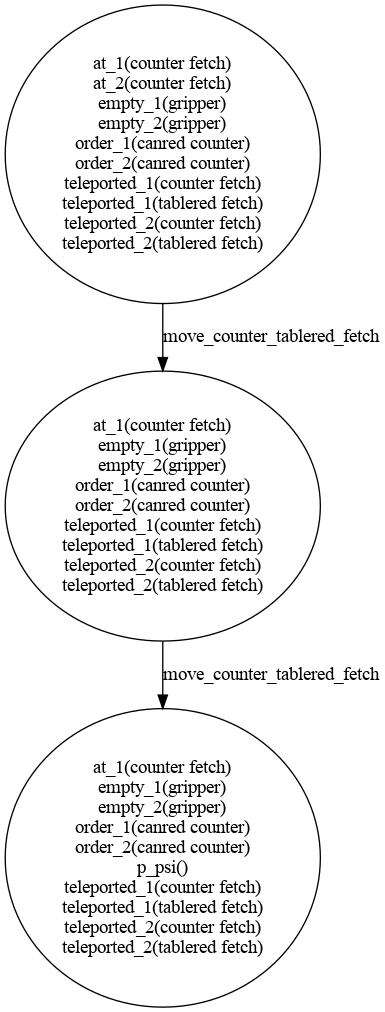 at_1(counter fetch)
at_2(counter fetch)
empty_1(gripper)
empty_2(gripper)
order_1(canred counter)
order_2(canred counter)
teleported_1(counter fetch)
teleported_1(tablered fetch)
teleported_2(counter fetch)
teleported_2(tablered fetch)
move_counter_tablered_fetch
at_1(counter fetch)
empty_1(gripper)
empty_2(gripper)
order_1(canred counter)
order_2(canred counter)
teleported_1(counter fetch)
teleported_1(tablered fetch)
teleported_2(counter fetch)
teleported_2(tablered fetch)
move_counter_tablered_fetch
at_1(counter fetch)
empty_1(gripper)
empty_2(gripper)
order_1(canred counter)
order_2(canred counter)
p_psi()
teleported_1(counter fetch)
teleported_1(tablered fetch)
teleported_2(counter fetch)
teleported_2(tablered fetch)